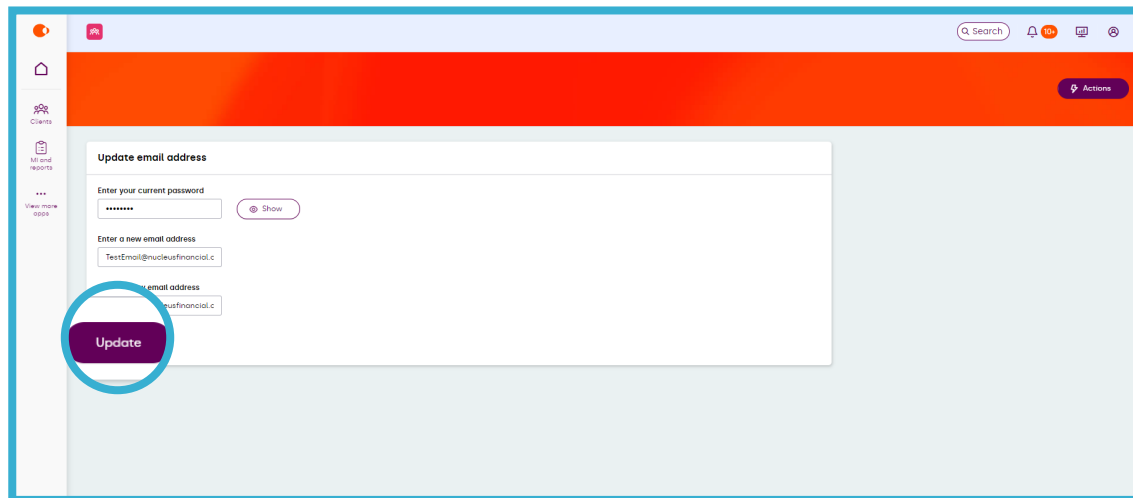 Search
10+
Actions
Clients
MI and
reports
View more
apps
Update email address
Enter your current password
Show
Enter a new email address
TestEmail@nucleusfinancial.c
email address
eusfinancial.c
Update